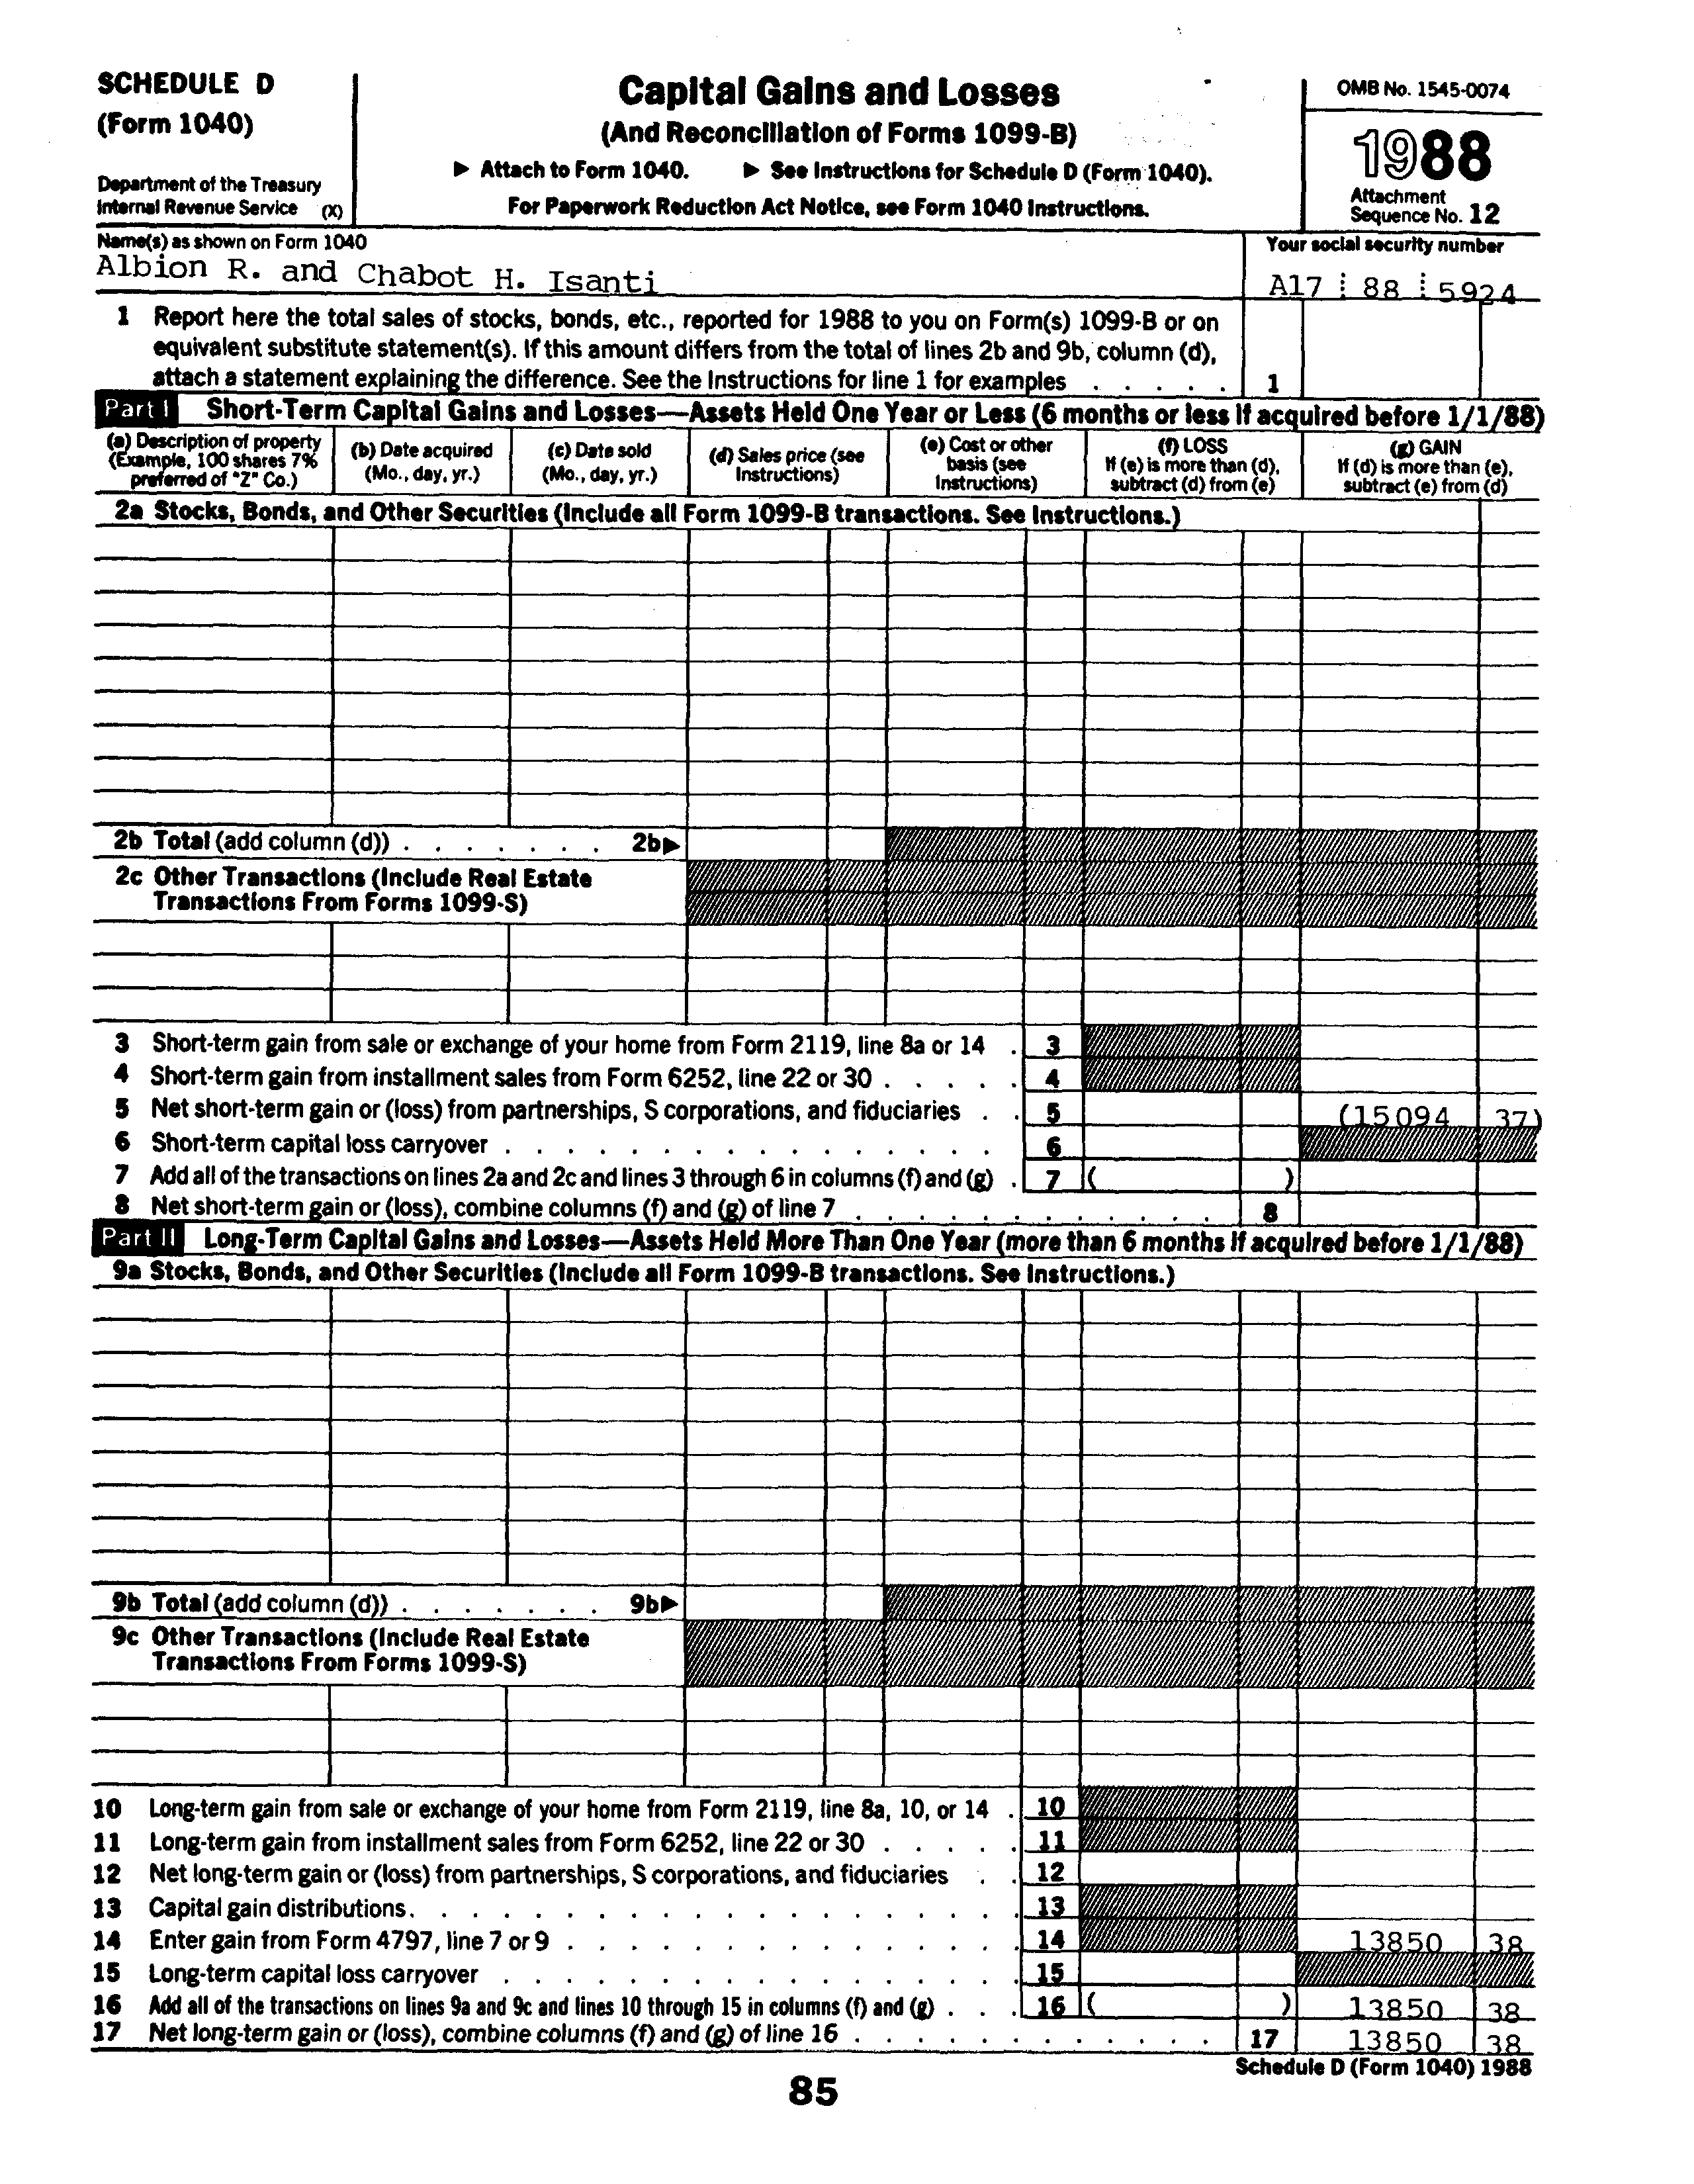 SCHEDULE D
(Form 1040)
Department of the Treasury
Internal Revenue Service (X)
Capital Gains and Losses
(And Reconciliation of Forms 1099-B)
▶ Attach to Form 1040. ▶ See Instructions for Schedule D (Form 1040).
For Paperwork Reduction Act Notice, see Form 1040 Instructions.
OMB No. 1545-0074
1988
Attachment
Sequence No. 12
Name(s) as shown on Form 1040
Albion R. and Chabot H. Isanti
Your social security number
A17 88 5924
1 Report here the total sales of stocks, bonds, etc., reported for 1988 to you on Form(s) 1099-B or on
equivalent substitute statement(s). If this amount differs from the total of lines 2b and 9b, column (d),
attach a statement explaining the difference. See the Instructions for line 1 for examples . . . . . 1
Part I Short-Term Capital Gains and Losses—Assets Held One Year or Less (6 months or less if acquired before 1/1/88)
(a) Description of property
(Example, 100 shares 7%
preferred of "Z" Co.)
(b) Date acquired
(Mo., day, yr.)
(c) Date sold
(Mo., day, yr.)
(d) Sales price (see
Instructions)
(e) Cost or other
basis (see
Instructions)
(f) LOSS
If (e) is more than (d),
subtract (d) from (e)
(g) GAIN
If (d) is more than (e),
subtract (e) from (d)
2a Stocks, Bonds, and Other Securities (Include all Form 1099-B transactions. See Instructions.)
2b Total (add column (d)) . . . . . . . 2b▶
2c Other Transactions (Include Real Estate
Transactions From Forms 1099-S)
3 Short-term gain from sale or exchange of your home from Form 2119, line 8a or 14 . 3
4 Short-term gain from installment sales from Form 6252, line 22 or 30 . . . . . 4
5 Net short-term gain or (loss) from partnerships, S corporations, and fiduciaries . . 5 (15094 37)
6 Short-term capital loss carryover . . . . . . . . . . . . . . . . . 6
7 Add all of the transactions on lines 2a and 2c and lines 3 through 6 in columns (f) and (g) . 7 ( )
8 Net short-term gain or (loss), combine columns (f) and (g) of line 7 . . . . . . . . . . . . 8
Part II Long-Term Capital Gains and Losses—Assets Held More Than One Year (more than 6 months if acquired before 1/1/88)
9a Stocks, Bonds, and Other Securities (Include all Form 1099-B transactions. See Instructions.)
9b Total (add column (d)) . . . . . . . 9b▶
9c Other Transactions (Include Real Estate
Transactions From Forms 1099-S)
10 Long-term gain from sale or exchange of your home from Form 2119, line 8a, 10, or 14 . 10
11 Long-term gain from installment sales from Form 6252, line 22 or 30 . . . . . 11
12 Net long-term gain or (loss) from partnerships, S corporations, and fiduciaries . . 12
13 Capital gain distributions. . . . . . . . . . . . . . . . . . . . 13
14 Enter gain from Form 4797, line 7 or 9 . . . . . . . . . . . . . . 14 13850 38
15 Long-term capital loss carryover . . . . . . . . . . . . . . . . . 15
16 Add all of the transactions on lines 9a and 9c and lines 10 through 15 in columns (f) and (g) . . . 16 ( ) 13850 38
17 Net long-term gain or (loss), combine columns (f) and (g) of line 16 . . . . . . . . . . . . 17 13850 38
Schedule D (Form 1040) 1988
85